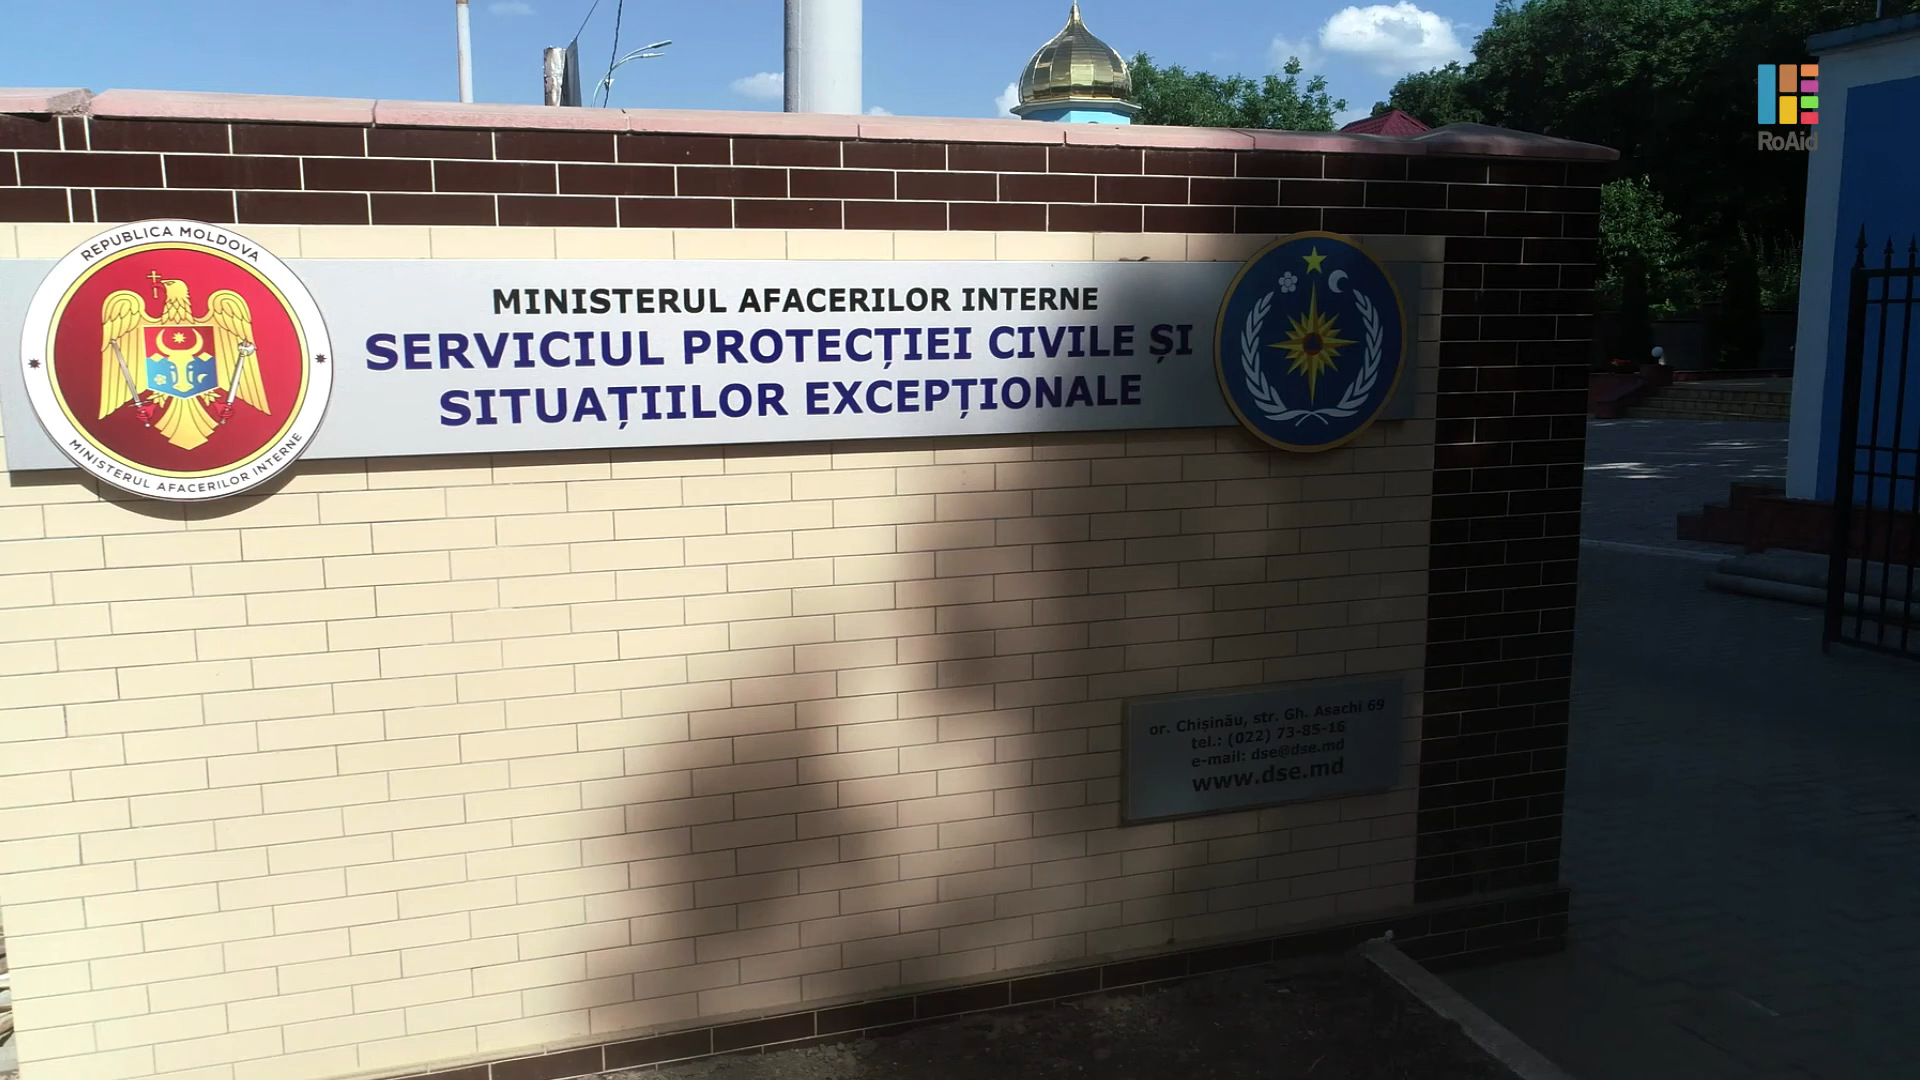 RoAid
REPUBLICA MOLDOVA
MINISTERUL AFACERILOR INTERNE
MINISTERUL AFACERILOR INTERNE
SERVICIUL PROTECȚIEI CIVILE ȘI
SITUAȚIILOR EXCEPȚIONALE
or. Chișinău, str. Gh. Asachi 69
tel.: (022) 73-85-16
e-mail: dse@dse.md
www.dse.md